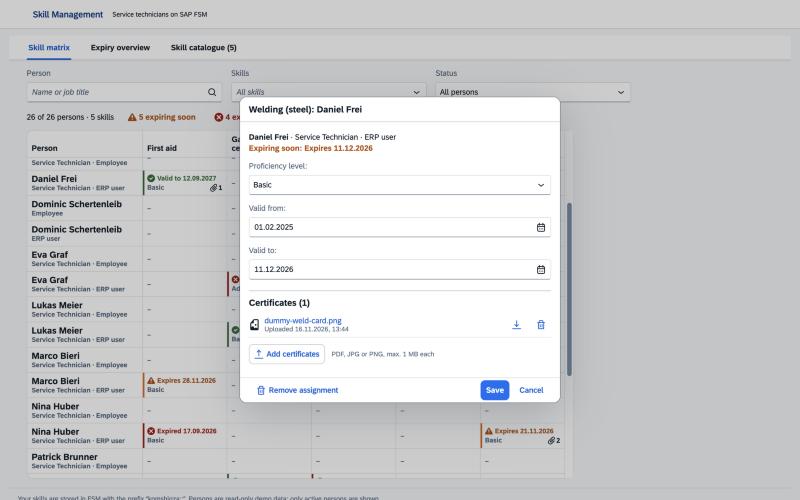 Skill Management Service technicians on SAP FSM
Skill matrix Expiry overview Skill catalogue (5)
Person Skills Status
Name or job title All skills All persons
26 of 26 persons · 5 skills 5 expiring soon 4 ex
Person First aid
Service Technician · Employee –
Daniel Frei
Service Technician · ERP user
Valid to 12.09.2027
Basic 1
Dominic Schertenleib
Employee
–
Dominic Schertenleib
ERP user
–
Eva Graf
Service Technician · Employee
–
Eva Graf
Service Technician · ERP user
–
Lukas Meier
Service Technician · Employee
–
Lukas Meier
Service Technician · ERP user
–
Marco Bieri
Service Technician · Employee
–
Marco Bieri
Service Technician · ERP user
Expires 28.11.2026
Basic
Nina Huber
Service Technician · Employee
– – – – –
Nina Huber
Service Technician · ERP user
Expired 17.09.2026
Basic
– – –
Expires 21.11.2026
Basic 2
Patrick Brunner
Service Technician · Employee
– – – – –
Welding (steel): Daniel Frei
Daniel Frei · Service Technician · ERP user
Expiring soon: Expires 11.12.2026
Proficiency level:
Basic
Valid from:
01.02.2025
Valid to:
11.12.2026
Certificates (1)
dummy-weld-card.png
Uploaded 16.11.2026, 13:44
Add certificates PDF, JPG or PNG, max. 1 MB each
Remove assignment Save Cancel